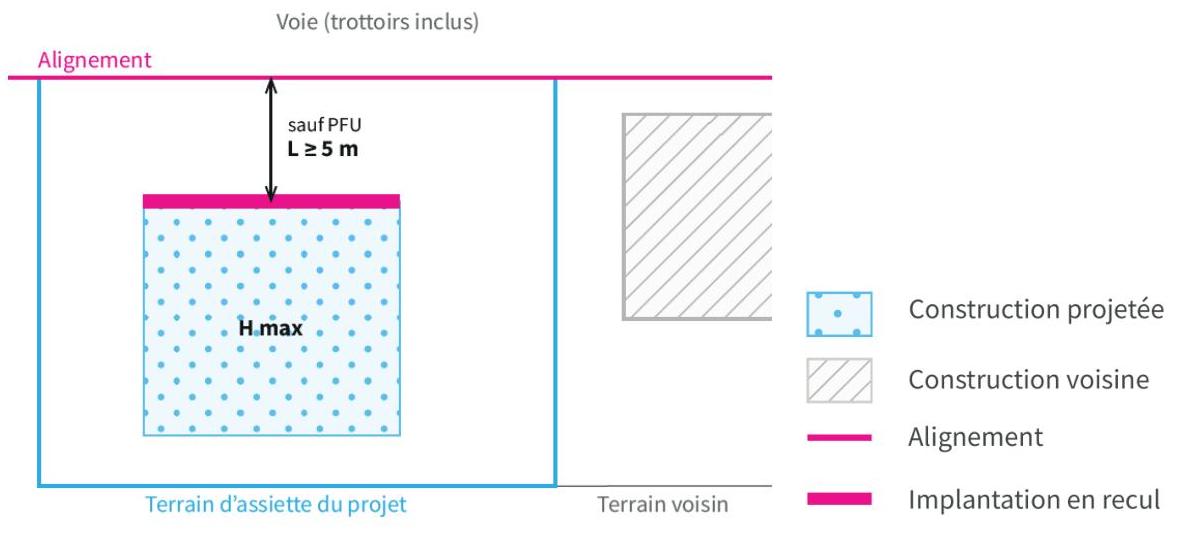 Voie (trottoirs inclus)
Alignement
sauf PFU
L ≥ 5 m
H max
Terrain d’assiette du projet
Terrain voisin
Construction projetée
Construction voisine
Alignement
Implantation en recul